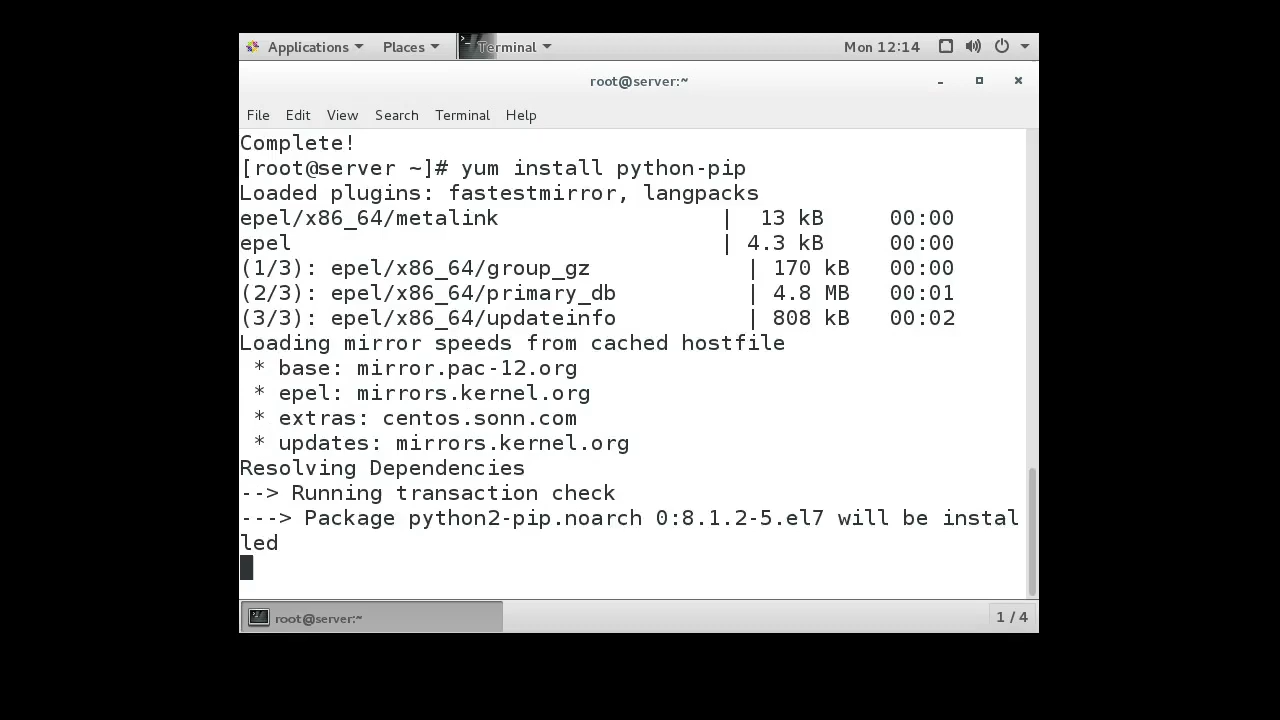 Applications Places Terminal Mon 12:14
root@server:~
File Edit View Search Terminal Help
Complete!
[root@server ~]# yum install python-pip
Loaded plugins: fastestmirror, langpacks
epel/x86_64/metalink | 13 kB 00:00
epel | 4.3 kB 00:00
(1/3): epel/x86_64/group_gz | 170 kB 00:00
(2/3): epel/x86_64/primary_db | 4.8 MB 00:01
(3/3): epel/x86_64/updateinfo | 808 kB 00:02
Loading mirror speeds from cached hostfile
 * base: mirror.pac-12.org
 * epel: mirrors.kernel.org
 * extras: centos.sonn.com
 * updates: mirrors.kernel.org
Resolving Dependencies
--> Running transaction check
---> Package python2-pip.noarch 0:8.1.2-5.el7 will be instal
led
root@server:~ 1 / 4